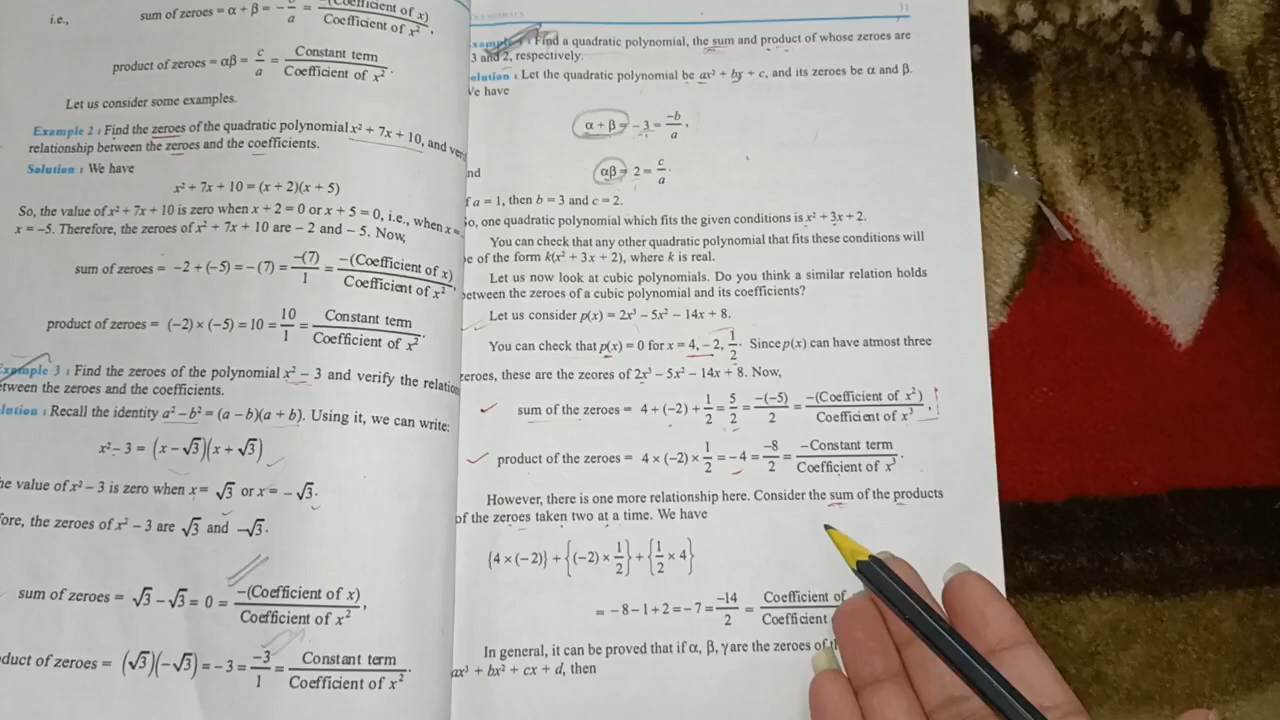 i.e., sum of zeroes = α + β = − b/a = −(Coefficient of x)/Coefficient of x²,
product of zeroes = αβ = c/a = Constant term/Coefficient of x².
Let us consider some examples.
Example 2 : Find the zeroes of the quadratic polynomial x² + 7x + 10, and
relationship between the zeroes and the coefficients.
Solution : We have
x² + 7x + 10 = (x + 2)(x + 5)
So, the value of x² + 7x + 10 is zero when x + 2 = 0 or x + 5 = 0, i.e., when x =
x = –5. Therefore, the zeroes of x² + 7x + 10 are – 2 and – 5. Now,
sum of zeroes = –2 + (–5) = – (7) = –(7)/1 = –(Coefficient of x)/Coefficient of x²,
product of zeroes = (–2) × (–5) = 10 = 10/1 = Constant term/Coefficient of x².
Example 3 : Find the zeroes of the polynomial x² – 3 and verify the
between the zeroes and the coefficients.
Recall the identity a² – b² = (a – b)(a + b). Using it, we can write:
x² – 3 = (x – √3)(x + √3)
value of x² – 3 is zero when x = √3 or x = – √3.
the zeroes of x² – 3 are √3 and –√3.
sum of zeroes = √3 – √3 = 0 = –(Coefficient of x)/Coefficient of x²,
of zeroes = (√3)(–√3) = – 3 = –3/1 = Constant term/Coefficient of x².
31
Find a quadratic polynomial, the sum and product of whose zeroes are
3 and 2, respectively.
Let the quadratic polynomial be ax² + bx + c, and its zeroes be α and β.
We have
α + β = – 3 = –b/a,
αβ = 2 = c/a.
a = 1, then b = 3 and c = 2.
So, one quadratic polynomial which fits the given conditions is x² + 3x + 2.
You can check that any other quadratic polynomial that fits these conditions will
be of the form k(x² + 3x + 2), where k is real.
Let us now look at cubic polynomials. Do you think a similar relation holds
between the zeroes of a cubic polynomial and its coefficients?
Let us consider p(x) = 2x³ – 5x² – 14x + 8.
You can check that p(x) = 0 for x = 4, – 2, 1/2. Since p(x) can have atmost three
zeroes, these are the zeores of 2x³ – 5x² – 14x + 8. Now,
sum of the zeroes = 4 + (–2) + 1/2 = 5/2 = –(–5)/2 = –(Coefficient of x²)/Coefficient of x³,
product of the zeroes = 4 × (–2) × 1/2 = – 4 = –8/2 = –Constant term/Coefficient of x³.
However, there is one more relationship here. Consider the sum of the products
of the zeroes taken two at a time. We have
{4 × (–2)} + {(–2) × 1/2} + {1/2 × 4}
= – 8 – 1 + 2 = – 7 = –14/2 = Coefficient of/Coefficient
In general, it can be proved that if α, β, γ are the zeroes of
ax³ + bx² + cx + d, then